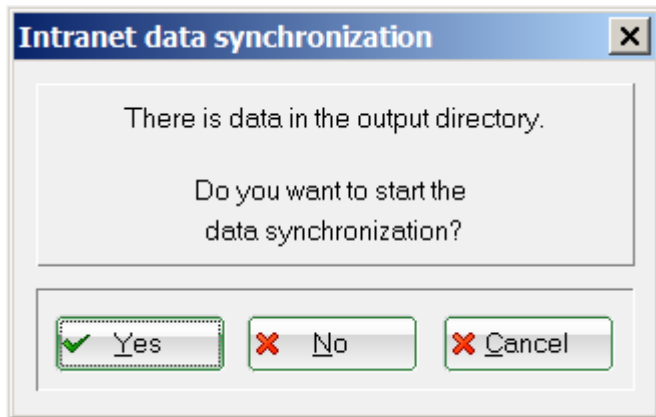 Intranet data synchronization
There is data in the output directory.
Do you want to start the
data synchronization?
Yes
No
Cancel